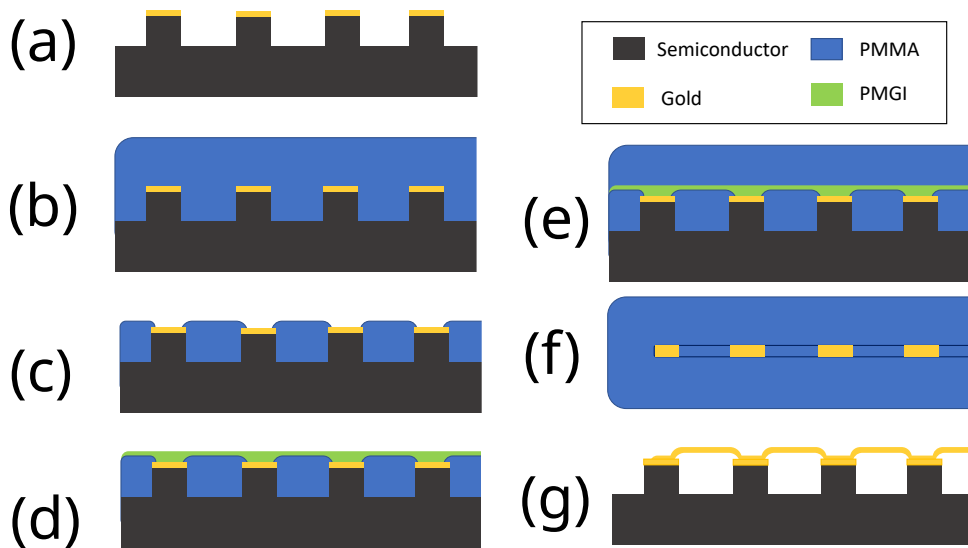 (a)
Semiconductor
PMMA
Gold
PMGI
(b)
(e)
(c)
(f)
(d)
(g)